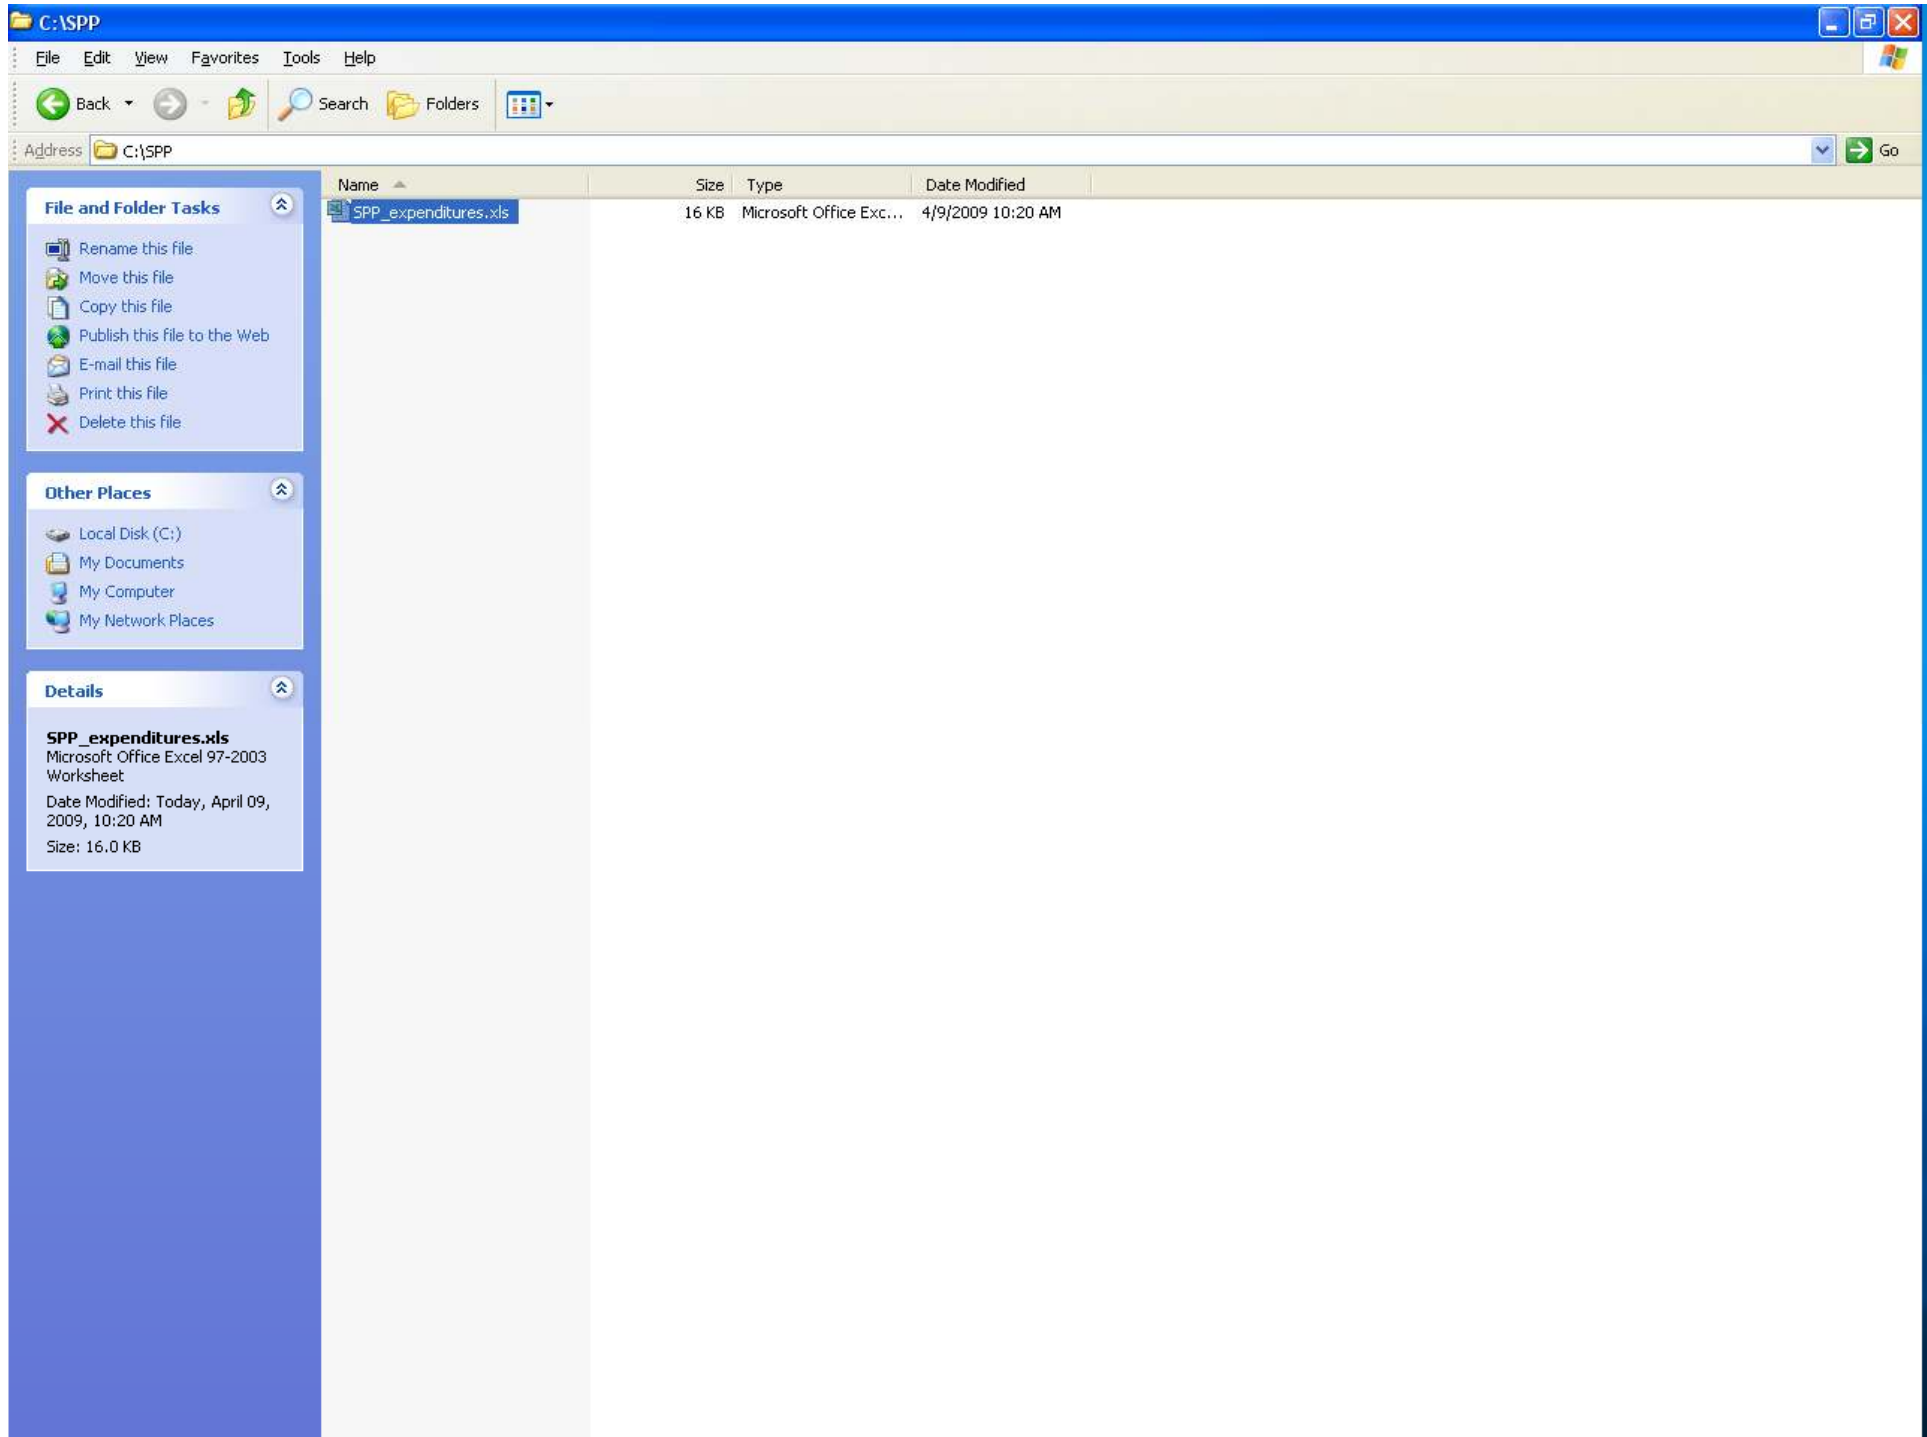 C:\SPP
File Edit View Favorites Tools Help
Back Search Folders
Address C:\SPP Go
Name Size Type Date Modified
SPP_expenditures.xls 16 KB Microsoft Office Exc... 4/9/2009 10:20 AM
File and Folder Tasks
Rename this file
Move this file
Copy this file
Publish this file to the Web
E-mail this file
Print this file
Delete this file
Other Places
Local Disk (C:)
My Documents
My Computer
My Network Places
Details
SPP_expenditures.xls
Microsoft Office Excel 97-2003
Worksheet
Date Modified: Today, April 09,
2009, 10:20 AM
Size: 16.0 KB